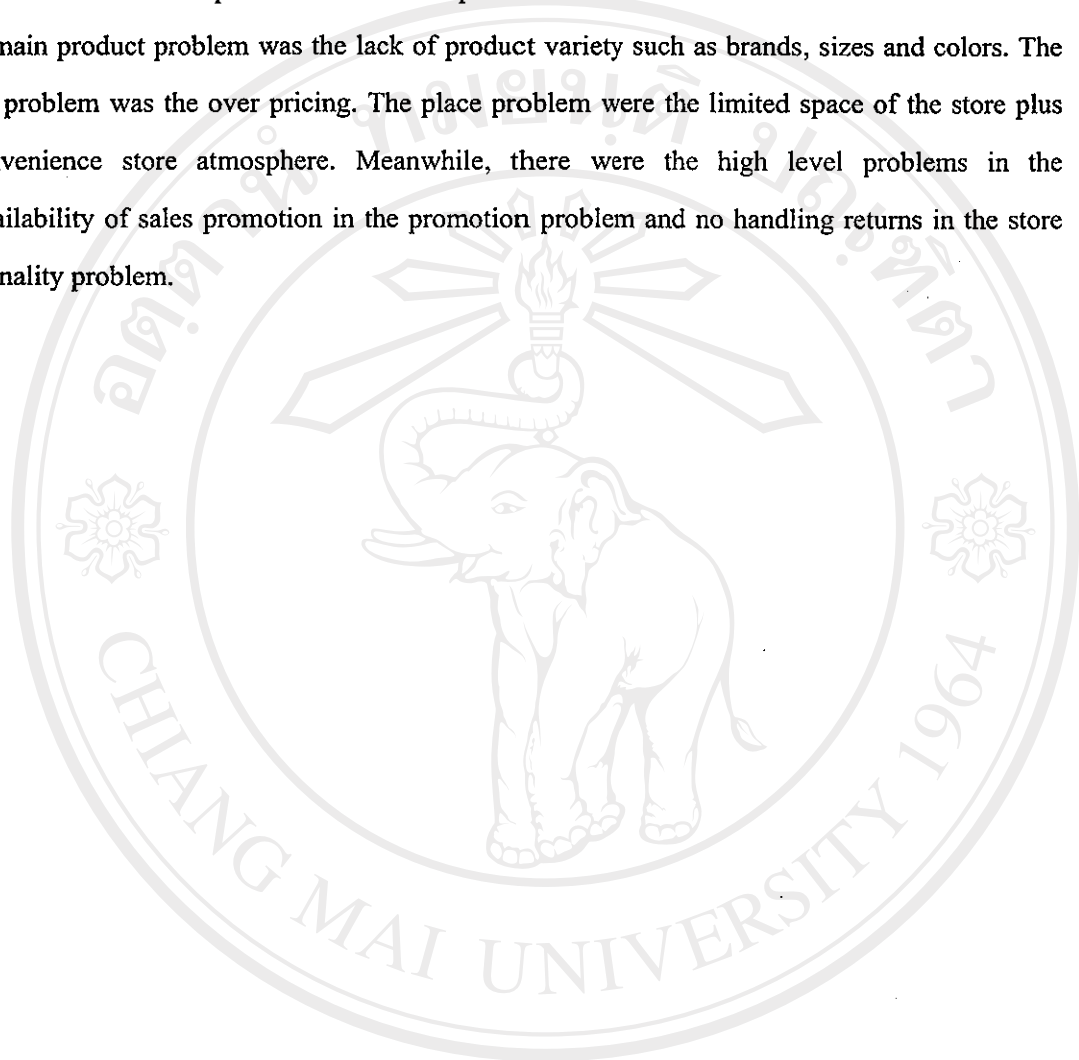 main product problem was the lack of product variety such as brands, sizes and colors. The
problem was the over pricing. The place problem were the limited space of the store plus
venience store atmosphere. Meanwhile, there were the high level problems in the
ailability of sales promotion in the promotion problem and no handling returns in the store
nality problem.
CHIANG MAI UNIVERSITY 1964